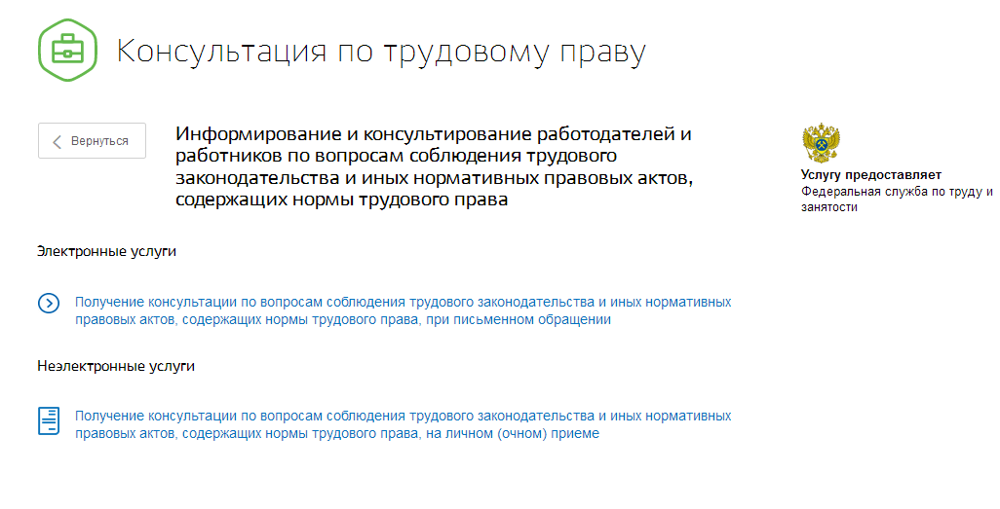 Консультация по трудовому праву
Вернуться
Информирование и консультирование работодателей и
работников по вопросам соблюдения трудового
законодательства и иных нормативных правовых актов,
содержащих нормы трудового права
Услугу предоставляет
Федеральная служба по труду и
занятости
Электронные услуги
Получение консультации по вопросам соблюдения трудового законодательства и иных нормативных
правовых актов, содержащих нормы трудового права, при письменном обращении
Неэлектронные услуги
Получение консультации по вопросам соблюдения трудового законодательства и иных нормативных
правовых актов, содержащих нормы трудового права, на личном (очном) приеме